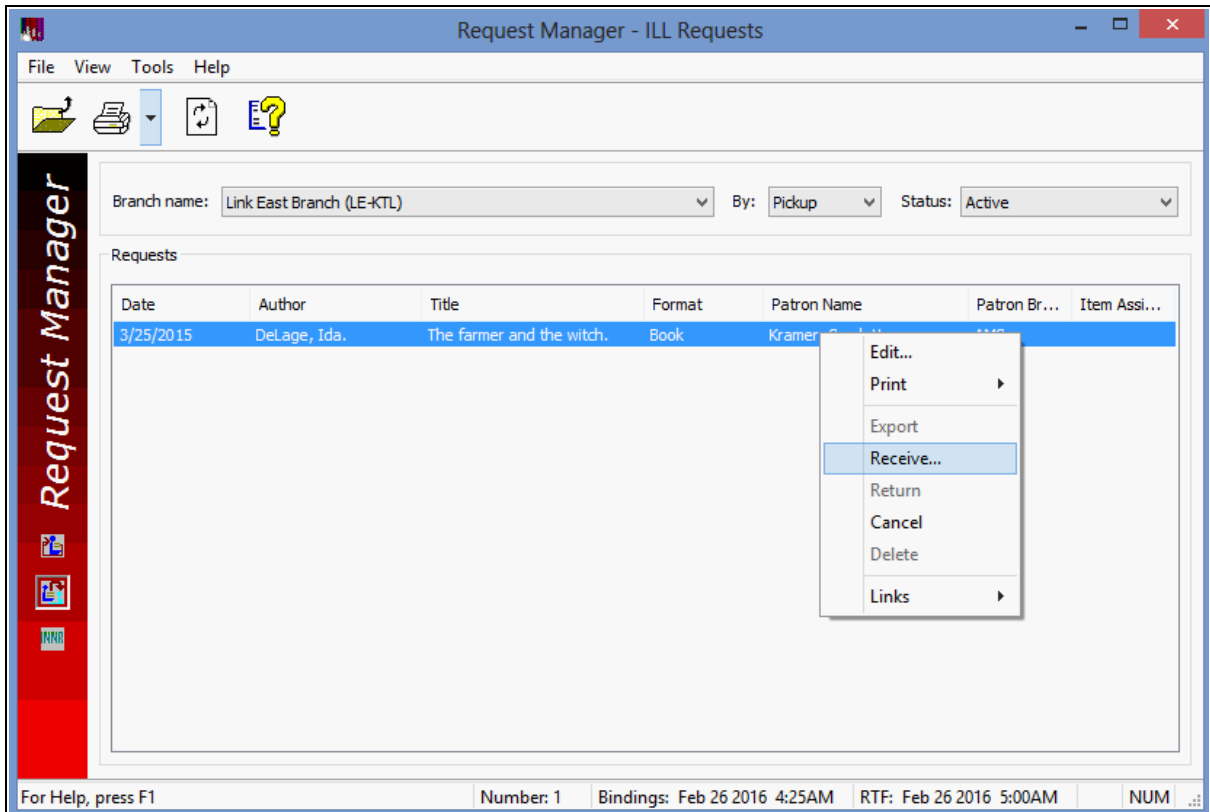 Request Manager - ILL Requests
File View Tools Help
Request Manager
Branch name: Link East Branch (LE-KTL) By: Pickup Status: Active
Requests
Date Author Title Format Patron Name Patron Br... Item Assi...
3/25/2015 DeLage, Ida. The farmer and the witch. Book Kramer
Edit...
Print
Export
Receive...
Return
Cancel
Delete
Links
INNR
For Help, press F1 Number: 1 Bindings: Feb 26 2016 4:25AM RTF: Feb 26 2016 5:00AM NUM